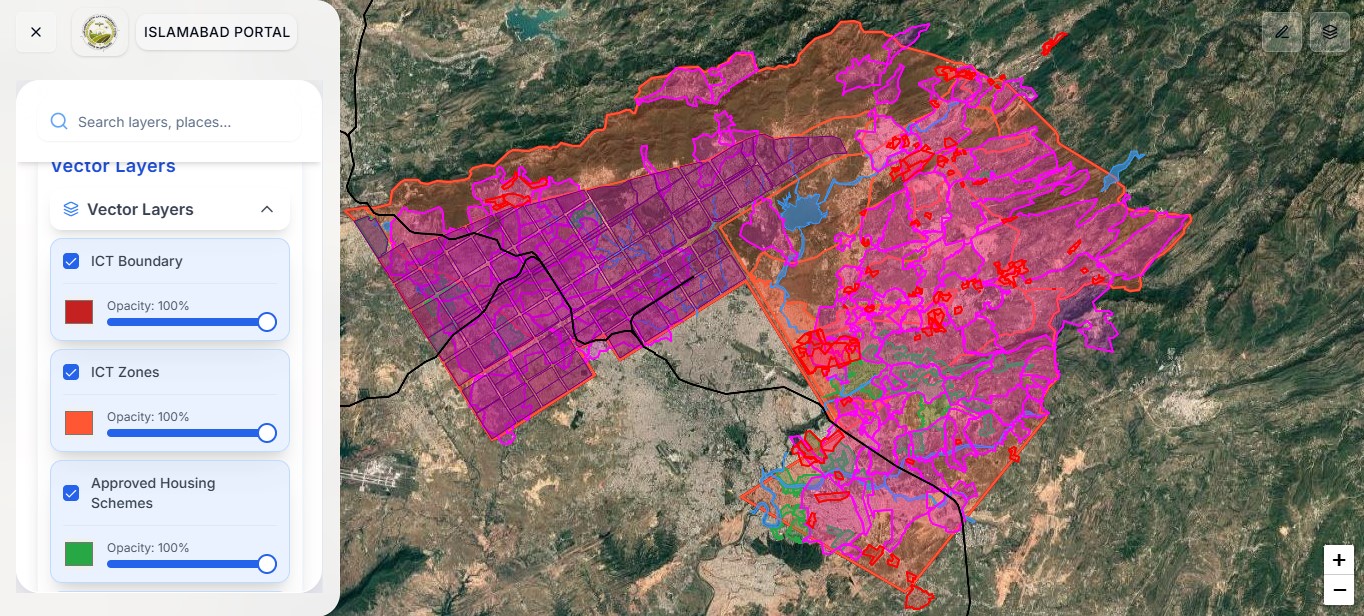 ISLAMABAD PORTAL
Search layers, places...
Vector Layers
Vector Layers
ICT Boundary
Opacity: 100%
ICT Zones
Opacity: 100%
Approved Housing
Schemes
Opacity: 100%
+
−